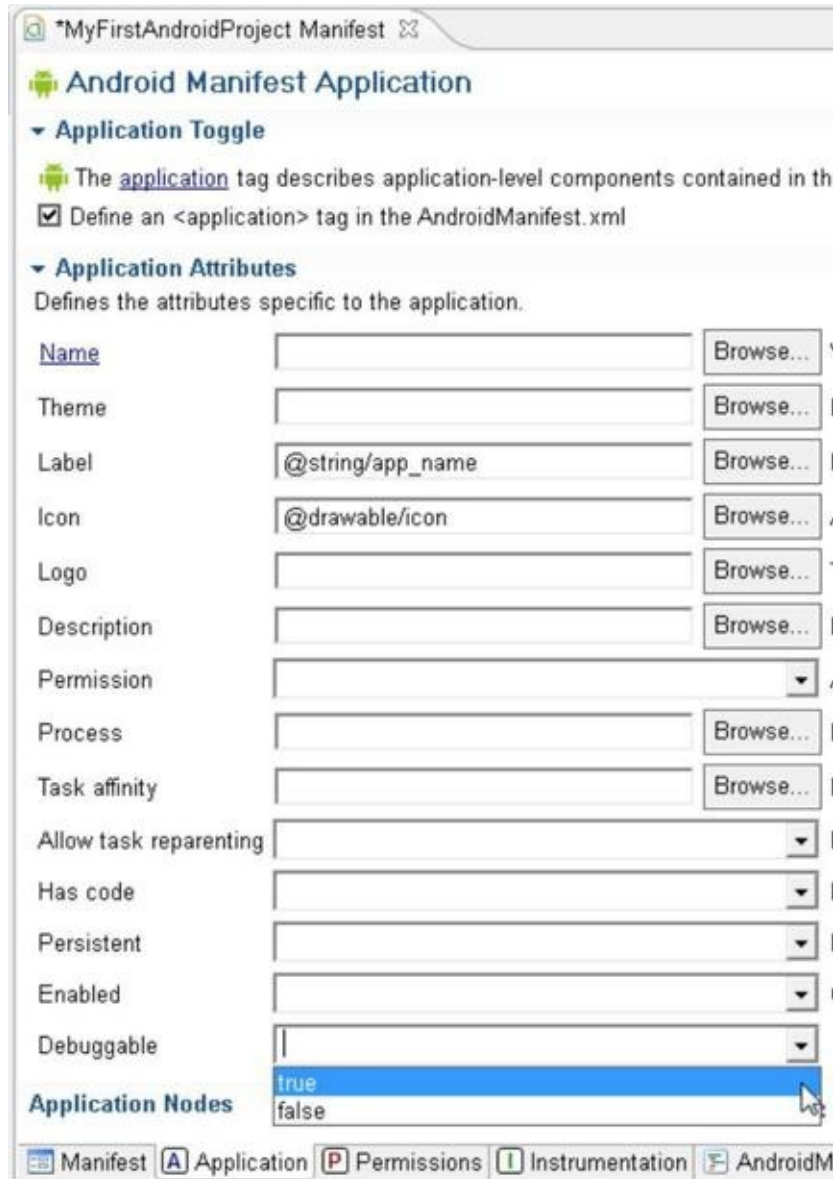 *MyFirstAndroidProject Manifest
Android Manifest Application
Application Toggle
The application tag describes application-level components contained in th
Define an <application> tag in the AndroidManifest.xml
Application Attributes
Defines the attributes specific to the application.
Name Browse...
Theme Browse...
Label @string/app_name Browse...
Icon @drawable/icon Browse...
Logo Browse...
Description Browse...
Permission
Process Browse...
Task affinity Browse...
Allow task reparenting
Has code
Persistent
Enabled
Debuggable
true
Application Nodes false
Manifest A Application P Permissions I Instrumentation AndroidM